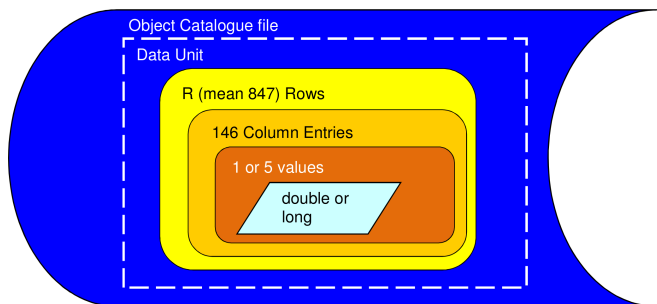 Object Catalogue file
Data Unit
R (mean 847) Rows
146 Column Entries
1 or 5 values
double or
long